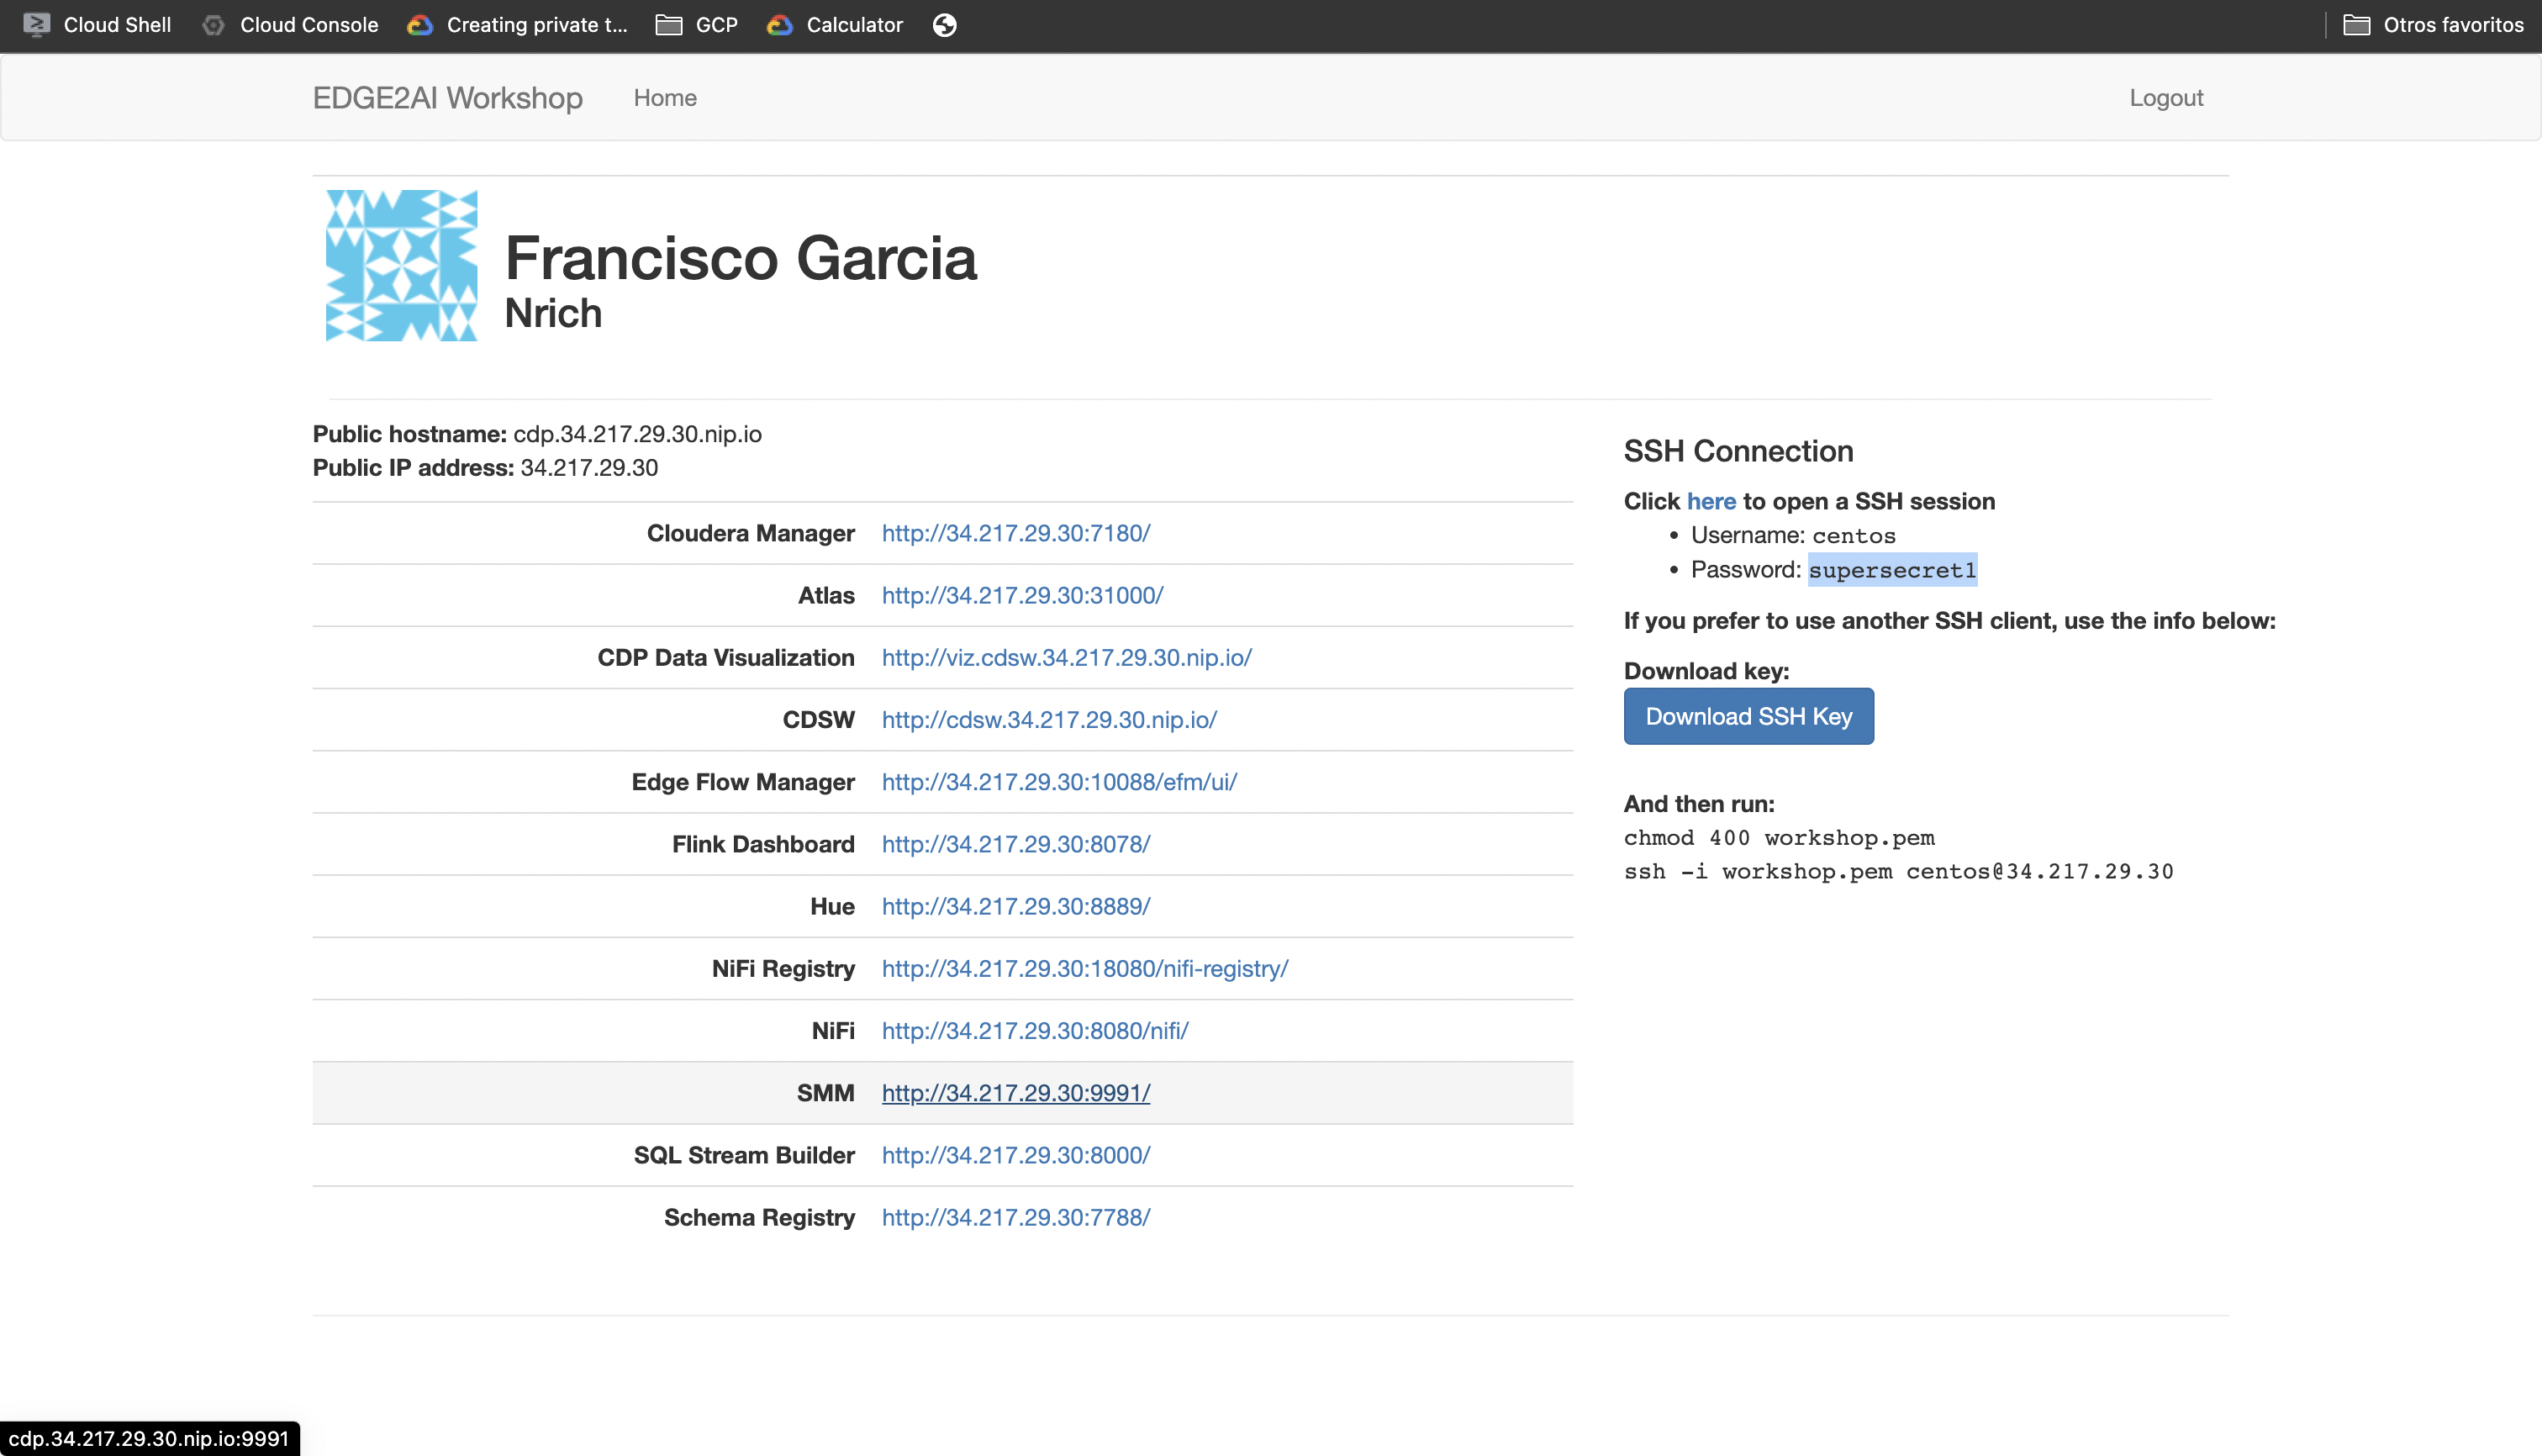 Cloud Shell Cloud Console Creating private t... GCP Calculator Otros favoritos
EDGE2AI Workshop Home Logout
Francisco Garcia
Nrich
Public hostname: cdp.34.217.29.30.nip.io
Public IP address: 34.217.29.30
Cloudera Manager http://34.217.29.30:7180/
Atlas http://34.217.29.30:31000/
CDP Data Visualization http://viz.cdsw.34.217.29.30.nip.io/
CDSW http://cdsw.34.217.29.30.nip.io/
Edge Flow Manager http://34.217.29.30:10088/efm/ui/
Flink Dashboard http://34.217.29.30:8078/
Hue http://34.217.29.30:8889/
NiFi Registry http://34.217.29.30:18080/nifi-registry/
NiFi http://34.217.29.30:8080/nifi/
SMM http://34.217.29.30:9991/
SQL Stream Builder http://34.217.29.30:8000/
Schema Registry http://34.217.29.30:7788/
SSH Connection
Click here to open a SSH session
• Username: centos
• Password: supersecret1
If you prefer to use another SSH client, use the info below:
Download key:
Download SSH Key
And then run:
chmod 400 workshop.pem
ssh -i workshop.pem centos@34.217.29.30
cdp.34.217.29.30.nip.io:9991